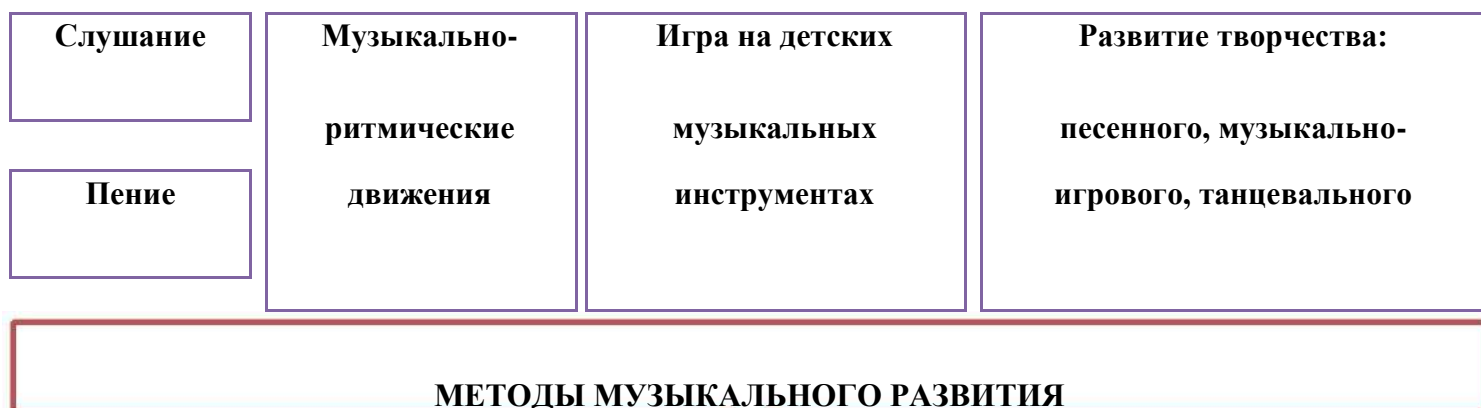 Слушание
Пение
Музыкально-
ритмические
движения
Игра на детских
музыкальных
инструментах
Развитие творчества:
песенного, музыкально-
игрового, танцевального
МЕТОДЫ МУЗЫКАЛЬНОГО РАЗВИТИЯ